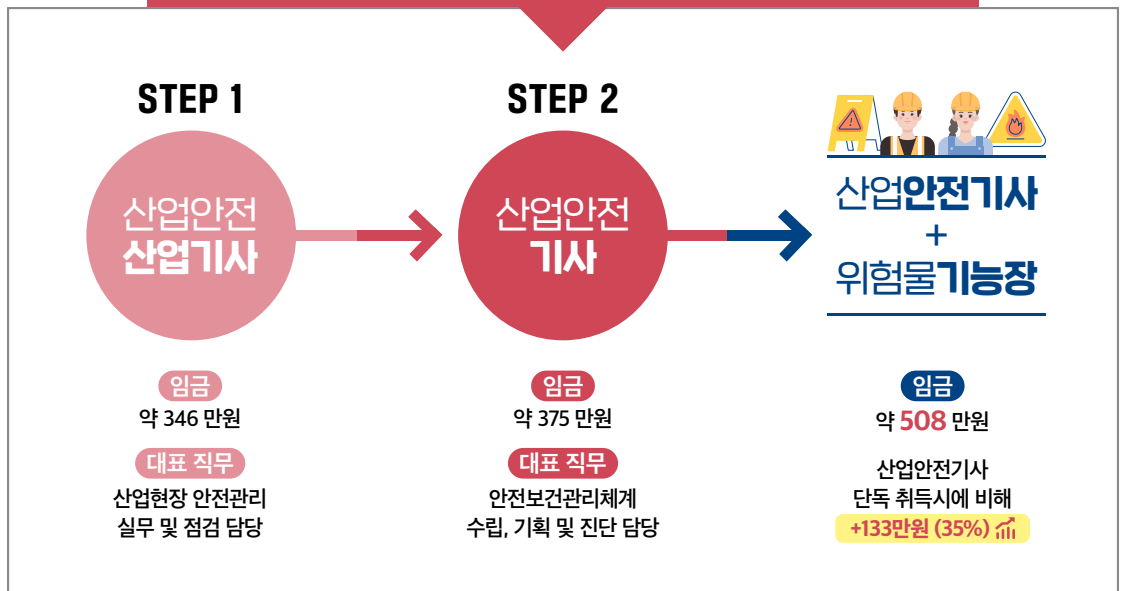 STEP 1
산업안전
산업기사
임금
약 346 만원
대표 직무
산업현장 안전관리
실무 및 점검 담당
STEP 2
산업안전
기사
임금
약 375 만원
대표 직무
안전보건관리체계
수립, 기획 및 진단 담당
산업안전기사
+
위험물기능장
임금
약 508 만원
산업안전기사
단독 취득시에 비해
+133만원 (35%)